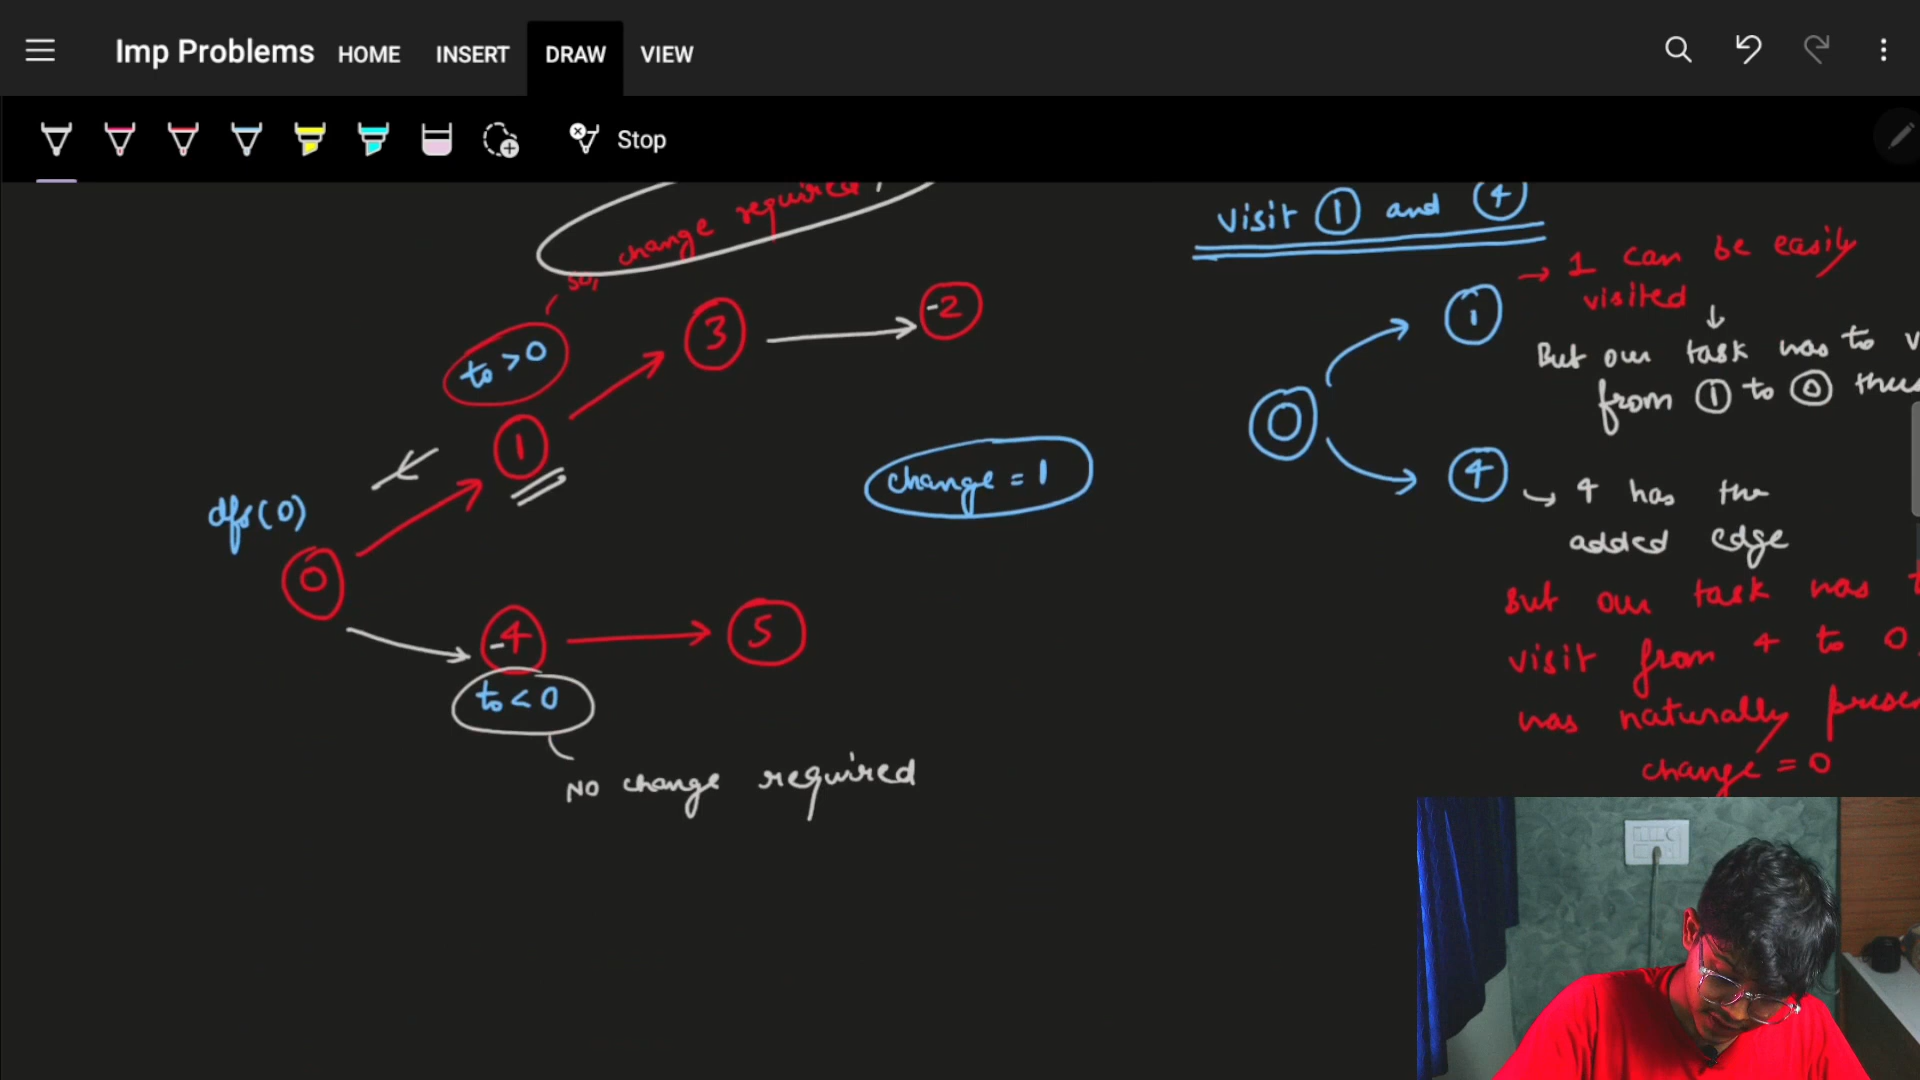 Imp Problems HOME INSERT DRAW VIEW
Stop
change required
so,
to > 0
3
-2
1
dfs(0)
0
change = 1
-4
5
to < 0
No change required
visit 1 and 4
1
→ 1 can be easily
visited
But our task was to
from 1 to 0 thus
0
4
4 has the
added edge
But our task was
visit from 4 to 0,
was naturally
change = 0